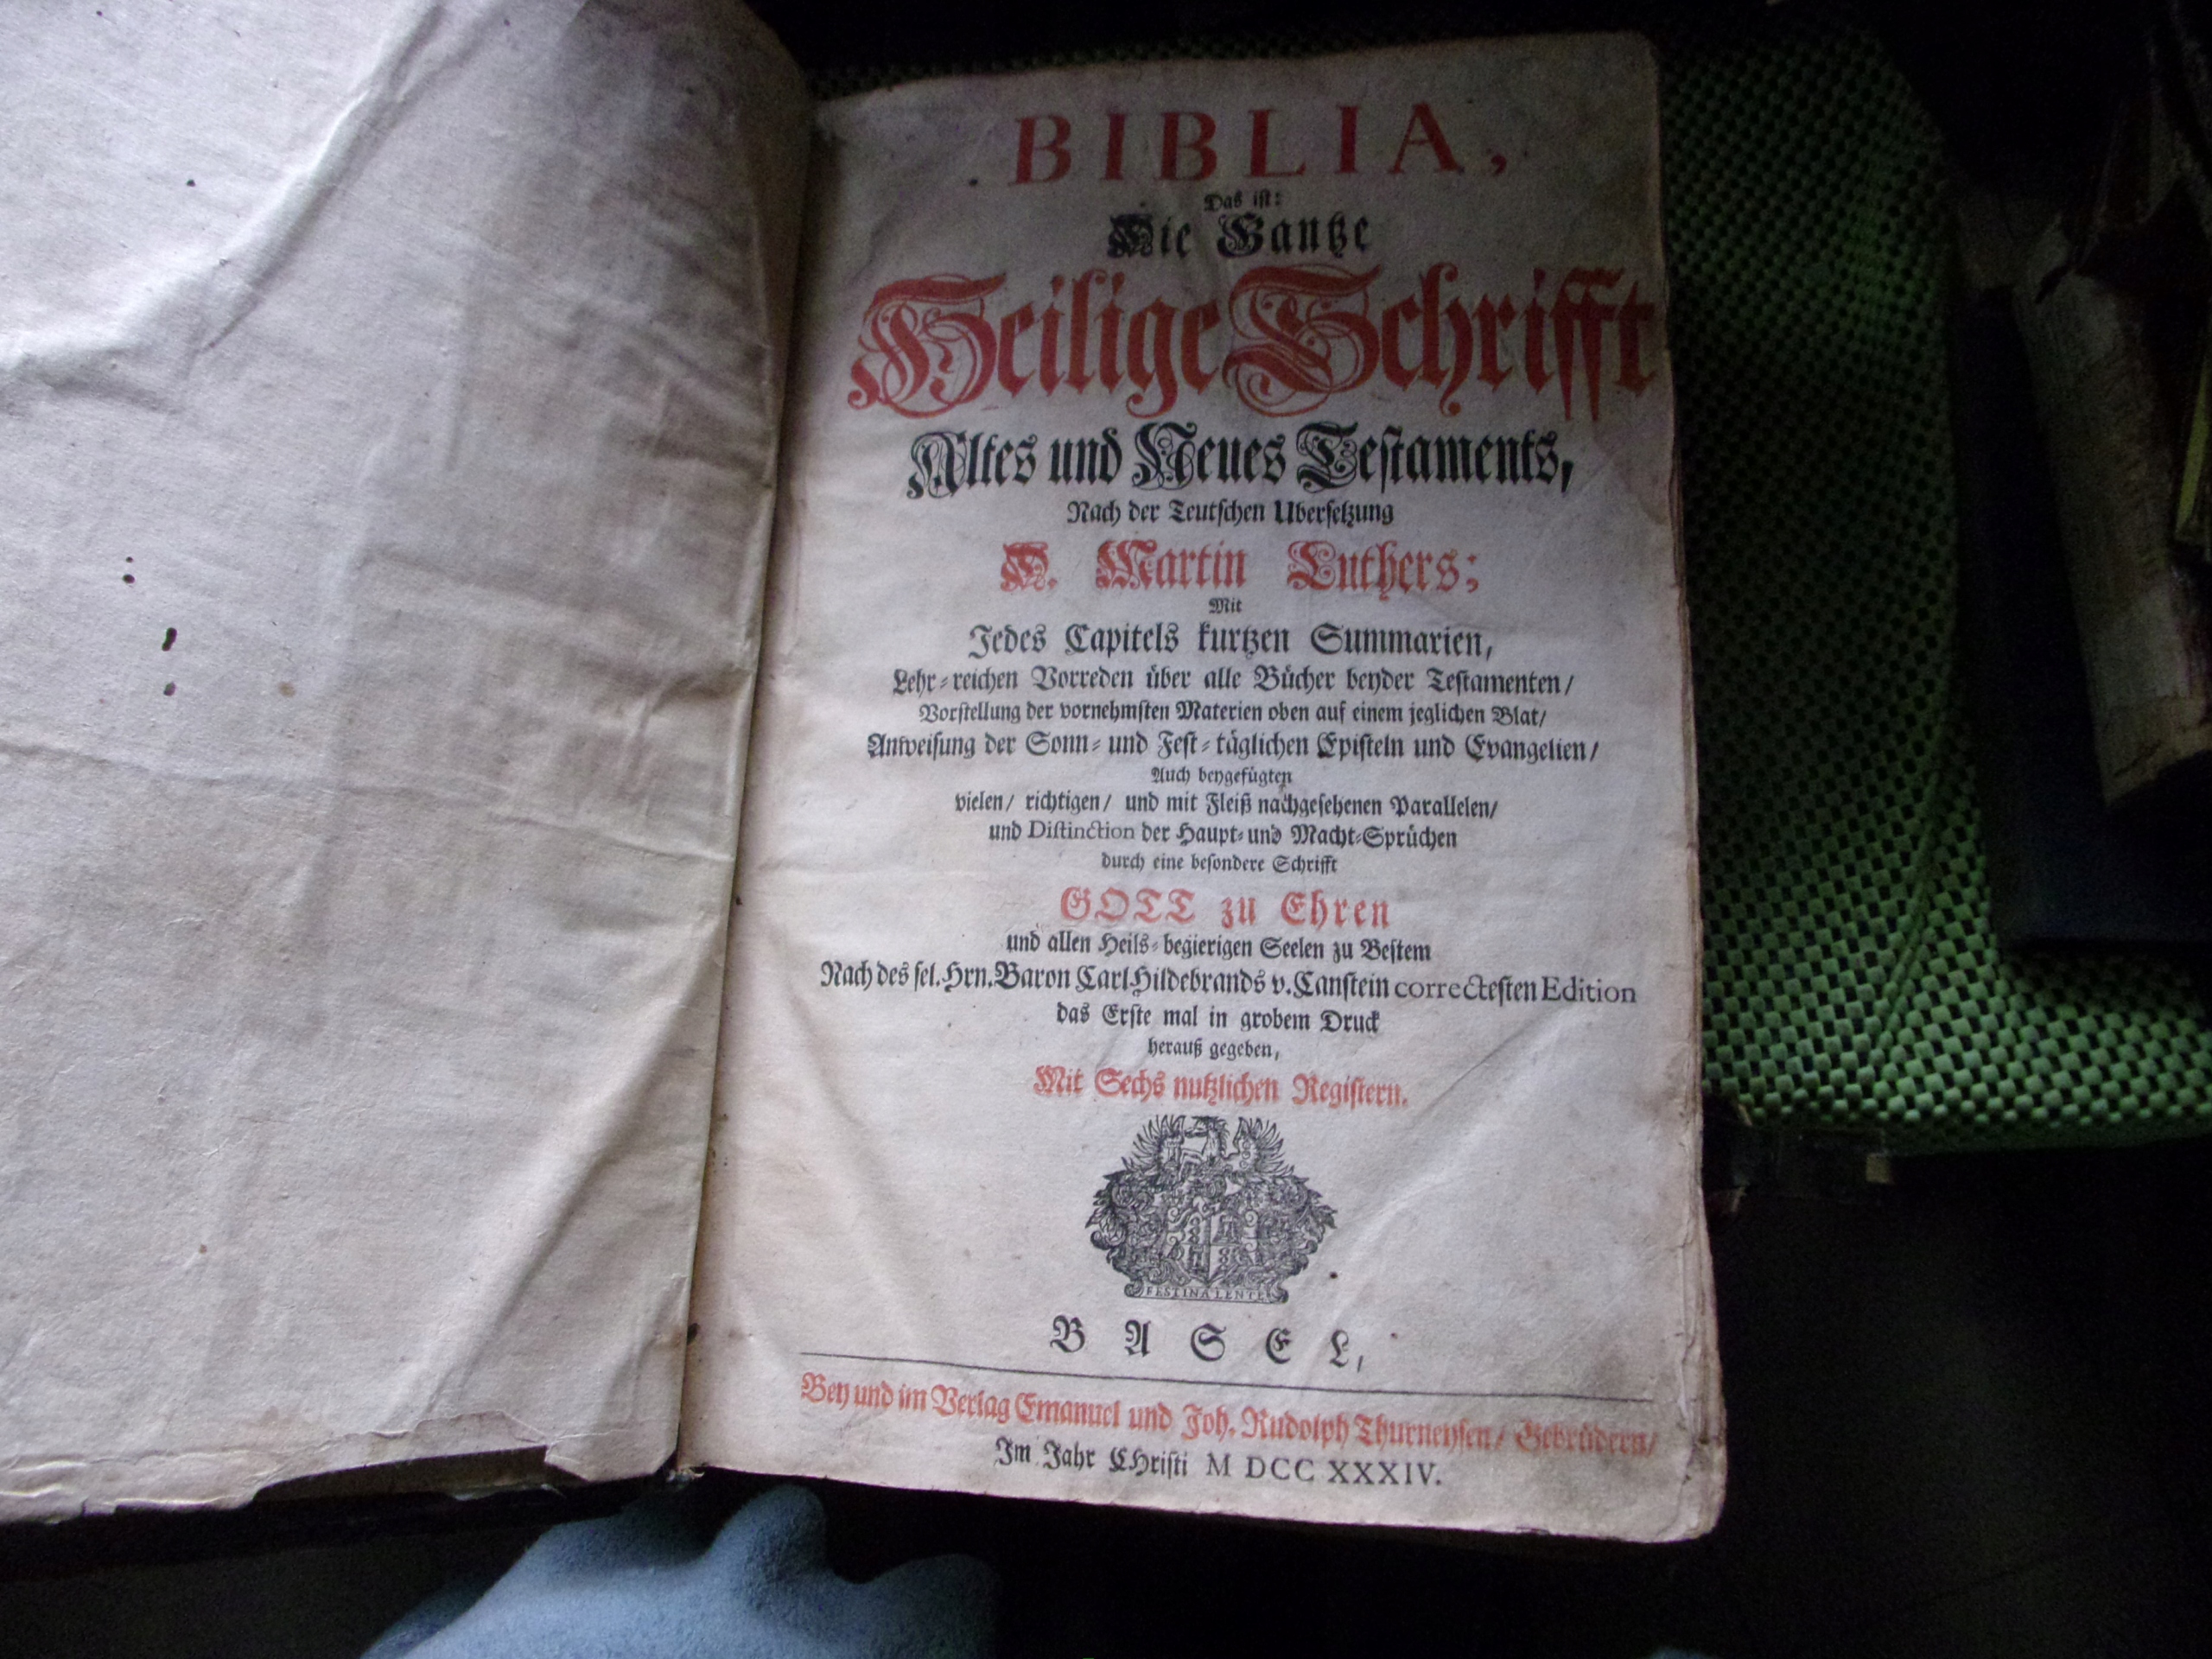 BIBLIA,
Das ist:
Die Gantze
Heilige Schrifft
Altes und Neues Testaments,
Nach der Teutschen Ubersetzung
D. Martin Luthers;
Mit
Jedes Capitels kurtzen Summarien,
Lehr-reichen Vorreden über alle Bücher beyder Testamenten/
Vorstellung der vornehmsten Materien oben auf einem jeglichen Blat/
Anweisung der Sonn- und Fest-täglichen Episteln und Evangelien/
Auch beygefügten
vielen/ richtigen/ und mit Fleiß nachgesehenen Parallelen/
und Distinction der Haupt- und Macht-Sprüchen
durch eine besondere Schrifft
GOTT zu Ehren
und allen Heils-begierigen Seelen zu Bestem
Nach des sel. Hrn. Baron Carl Hildebrands v. Canstein correctesten Edition
das Erste mal in grobem Druck
herauß gegeben,
Mit Sechs nutzlichen Registern.
FESTINA LENTE
BASEL,
Bey und im Verlag Emanuel und Joh. Rudolph Thurneysen/ Gebrüdern/
Im Jahr CHristi M DCC XXXIV.